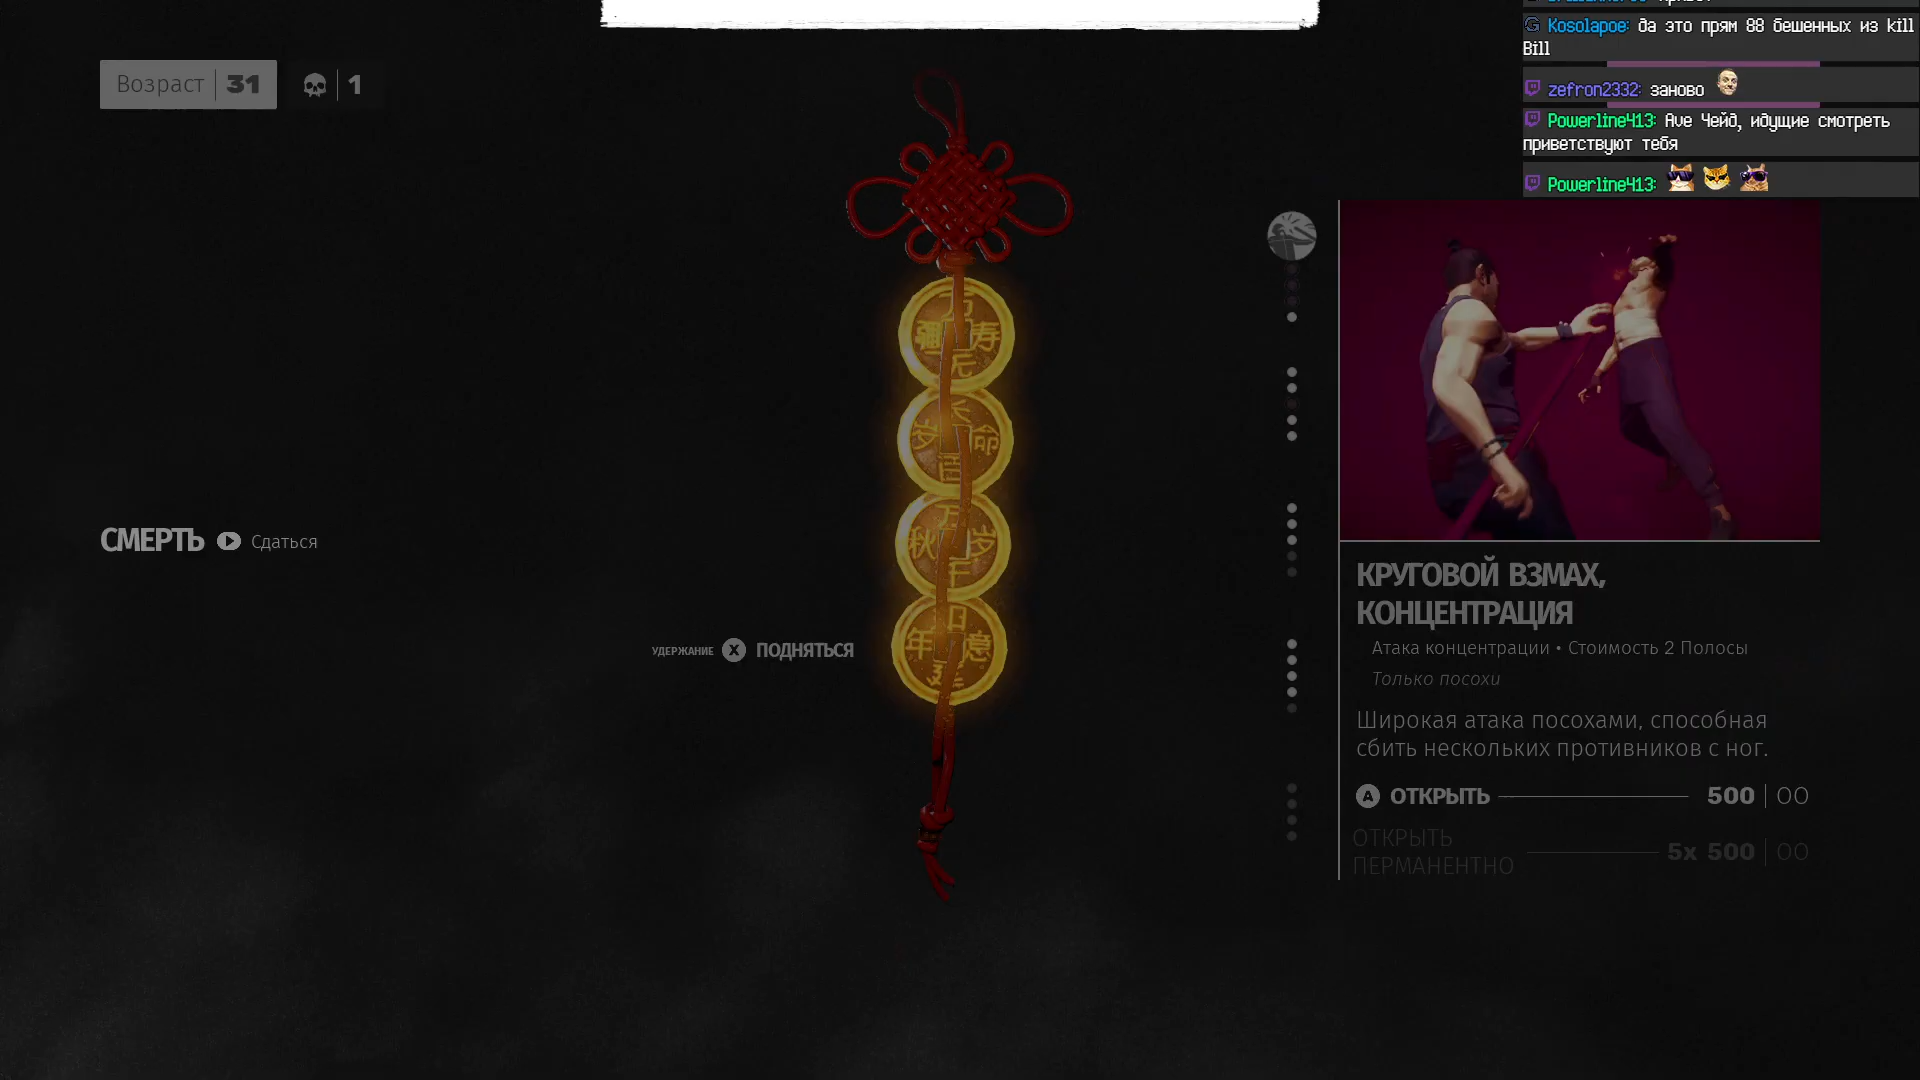 Kosolapoe: да это прям 88 бешенных из kill
Bill
zefron2332: заново
Powerline413: Ave Чейд, идущие смотреть
приветствуют тебя
Powerline413:
Возраст 31 1
СМЕРТЬ Сдаться
УДЕРЖАНИЕ X ПОДНЯТЬСЯ
КРУГОВОЙ ВЗМАХ,
КОНЦЕНТРАЦИЯ
Атака концентрации • Стоимость 2 Полосы
Только посохи
Широкая атака посохами, способная
сбить нескольких противников с ног.
A ОТКРЫТЬ 500
ОТКРЫТЬ
ПЕРМАНЕНТНО 5x 500